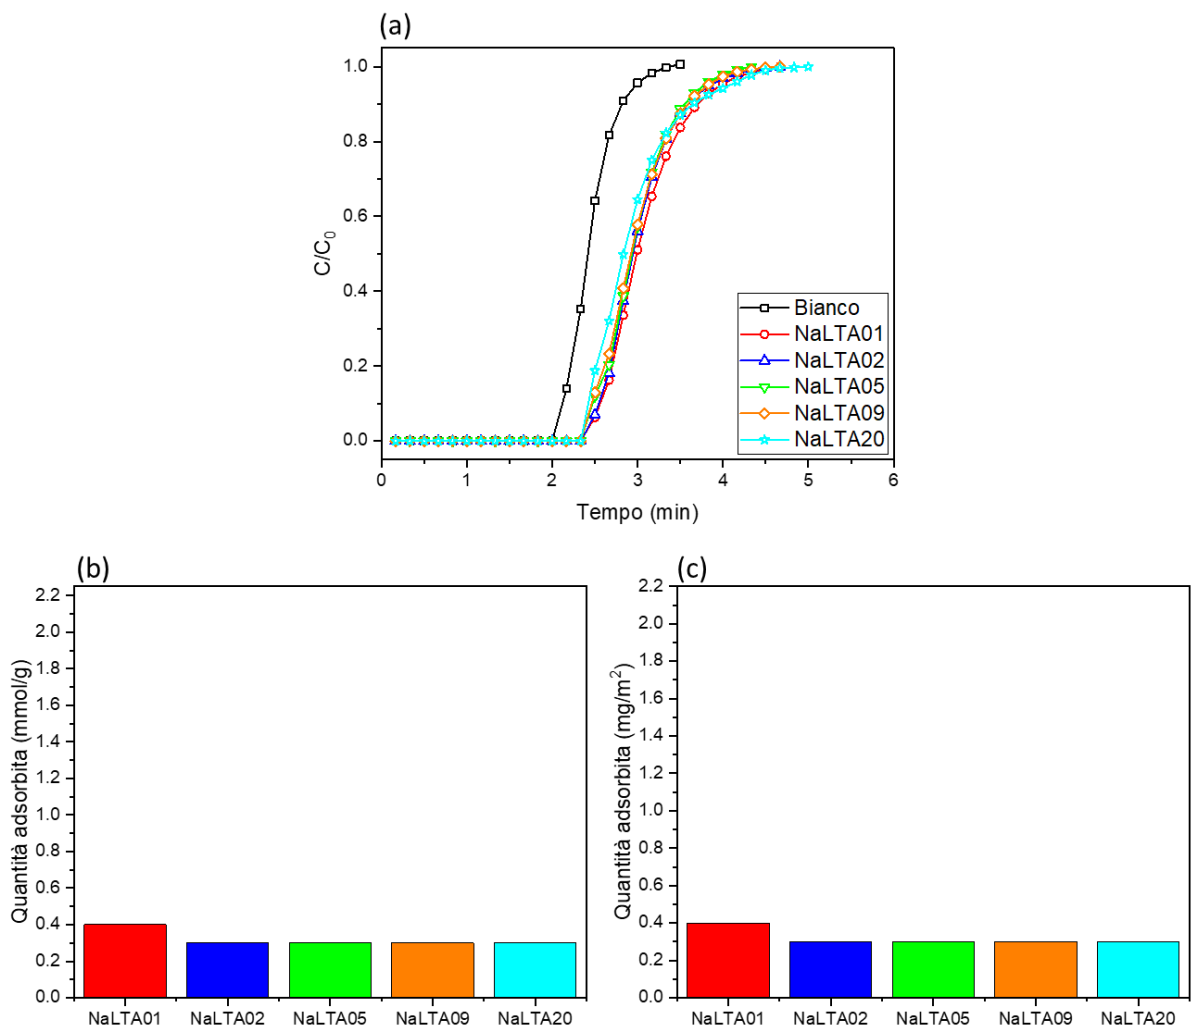 (a)
1.0
0.8
0.6
0.4
0.2
0.0
C/C0
0 1 2 3 4 5 6
Tempo (min)
Bianco
NaLTA01
NaLTA02
NaLTA05
NaLTA09
NaLTA20
(b)
2.2
2.0
1.8
1.6
1.4
1.2
1.0
0.8
0.6
0.4
0.2
0.0
Quantità adsorbita (mmol/g)
NaLTA01 NaLTA02 NaLTA05 NaLTA09 NaLTA20
(c)
2.2
2.0
1.8
1.6
1.4
1.2
1.0
0.8
0.6
0.4
0.2
0.0
Quantità adsorbita (mg/m²)
NaLTA01 NaLTA02 NaLTA05 NaLTA09 NaLTA20